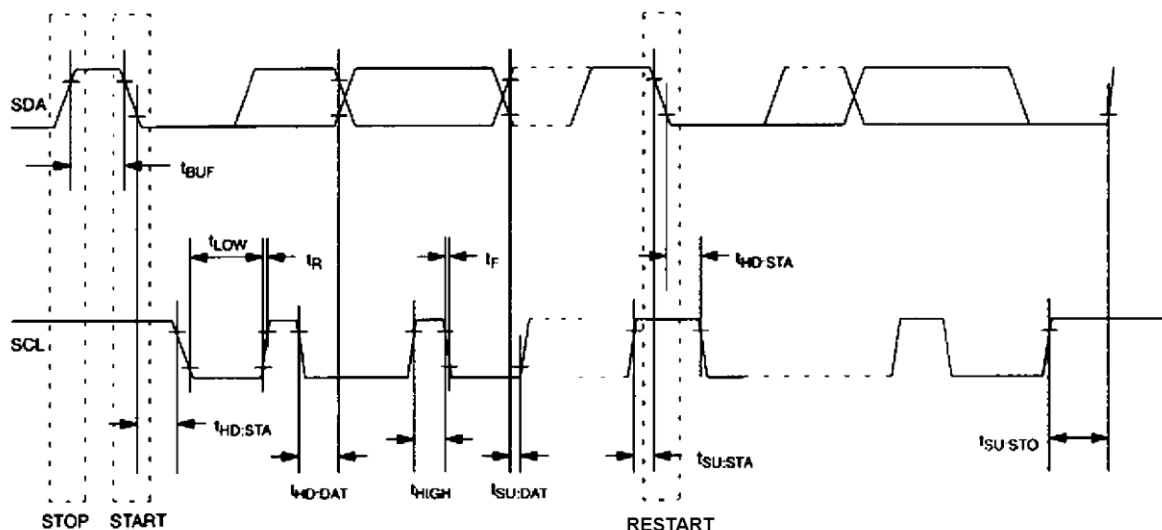 SDA
tBUF
tLOW
tR
tF
tHD:STA
SCL
tHD:STA
tSU:STO
tSU:STA
tHD:DAT
tHIGH
tSU:DAT
STOP
START
RESTART